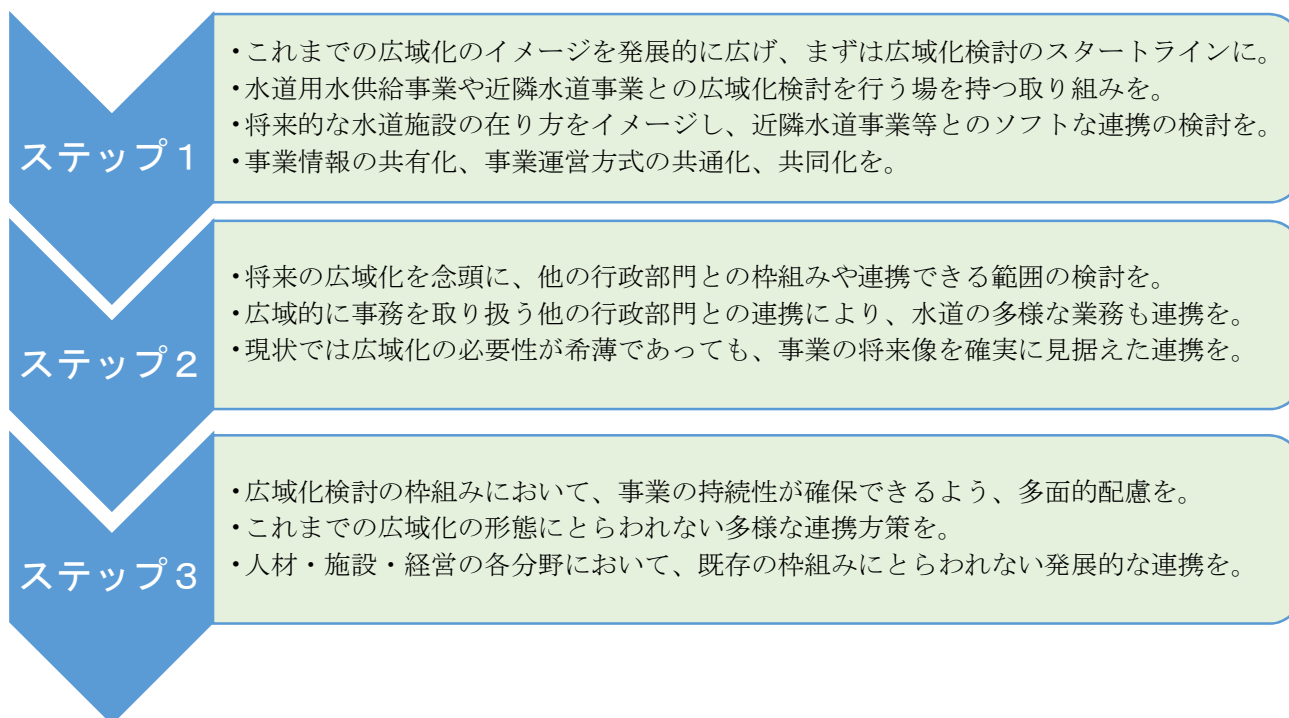 ステップ１
・これまでの広域化のイメージを発展的に広げ、まずは広域化検討のスタートラインに。
・水道用水供給事業や近隣水道事業との広域化検討を行う場を持つ取り組みを。
・将来的な水道施設の在り方をイメージし、近隣水道事業等とのソフトな連携の検討を。
・事業情報の共有化、事業運営方式の共通化、共同化を。
ステップ２
・将来の広域化を念頭に、他の行政部門との枠組みや連携できる範囲の検討を。
・広域的に事務を取り扱う他の行政部門との連携により、水道の多様な業務も連携を。
・現状では広域化の必要性が希薄であっても、事業の将来像を確実に見据えた連携を。
ステップ３
・広域化検討の枠組みにおいて、事業の持続性が確保できるよう、多面的配慮を。
・これまでの広域化の形態にとらわれない多様な連携方策を。
・人材・施設・経営の各分野において、既存の枠組みにとらわれない発展的な連携を。